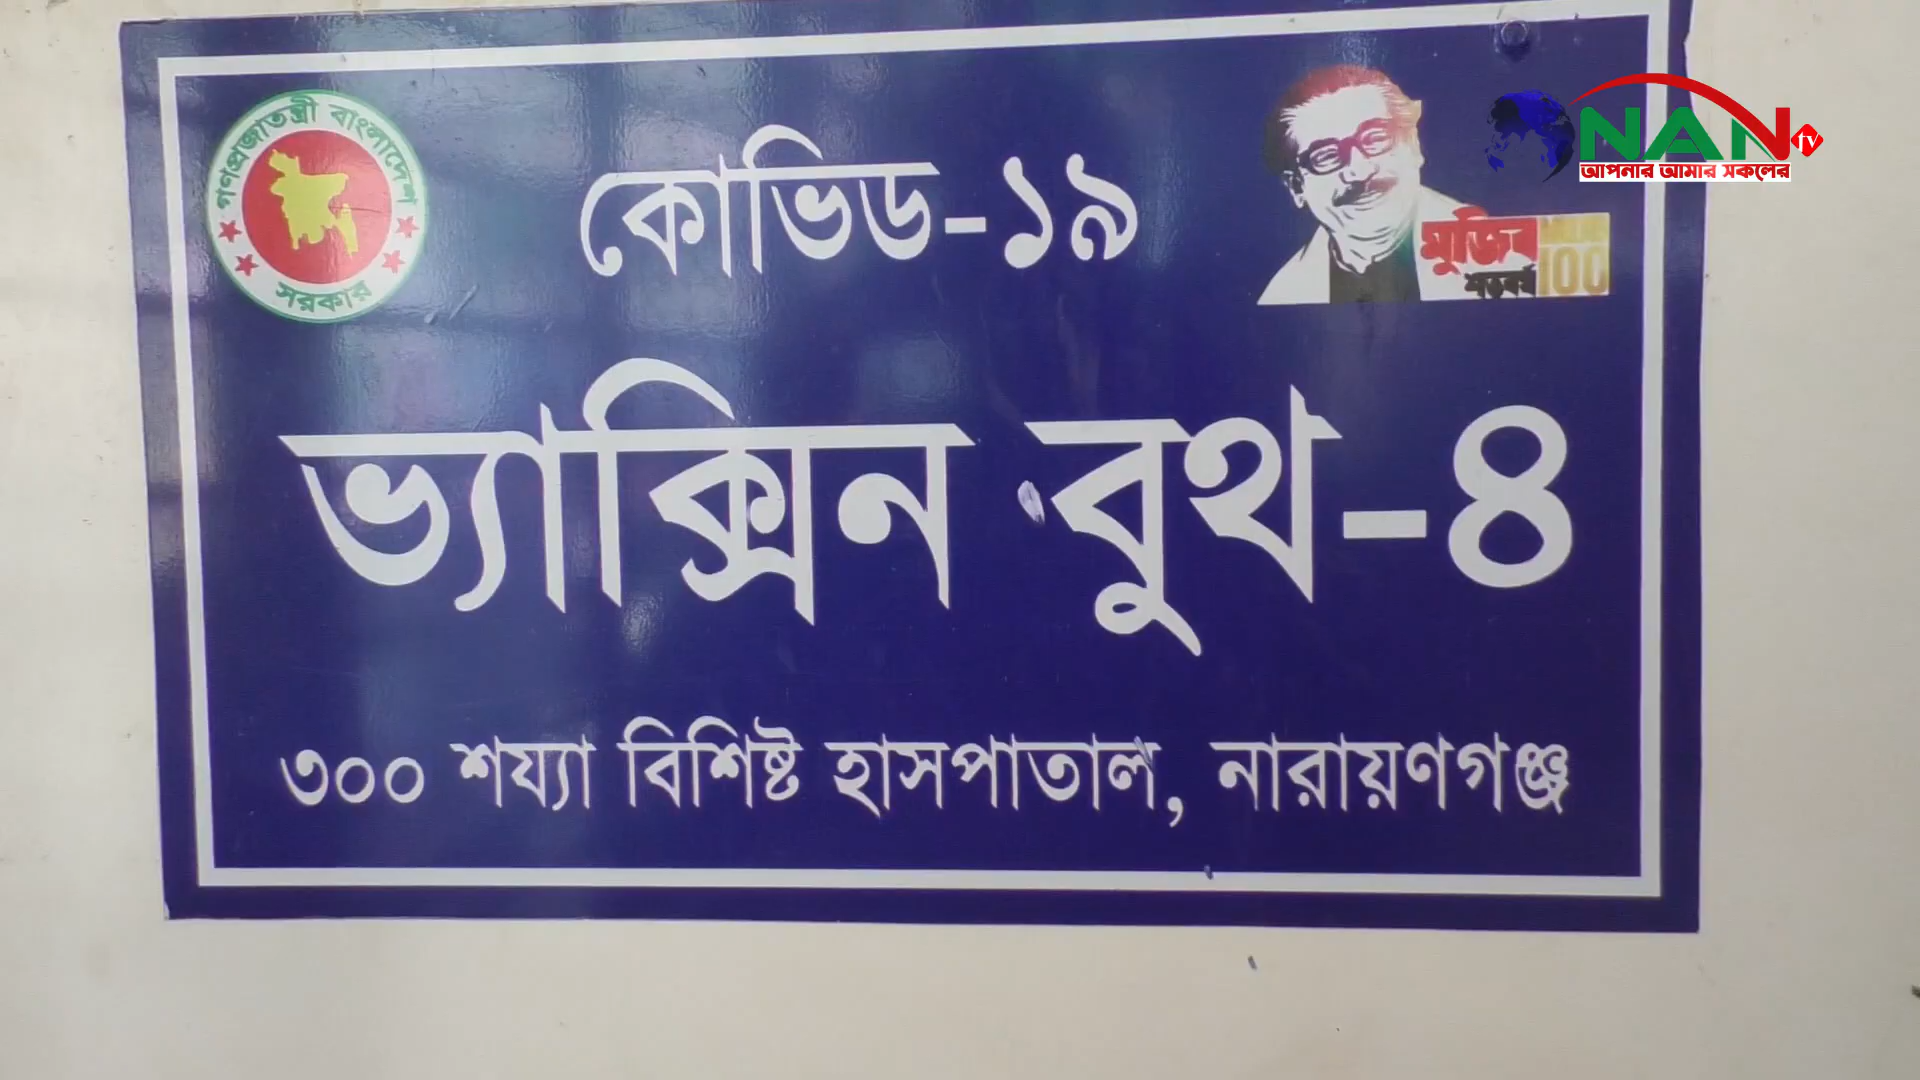 গণপ্রজাতন্ত্রী বাংলাদেশ
সরকার
কোভিড-১৯
মুজিব
শতবর্ষ
100
NAN tv
আপনার আমার সকলের
ভ্যাক্সিন বুথ-৪
৩০০ শয্যা বিশিষ্ট হাসপাতাল, নারায়ণগঞ্জ